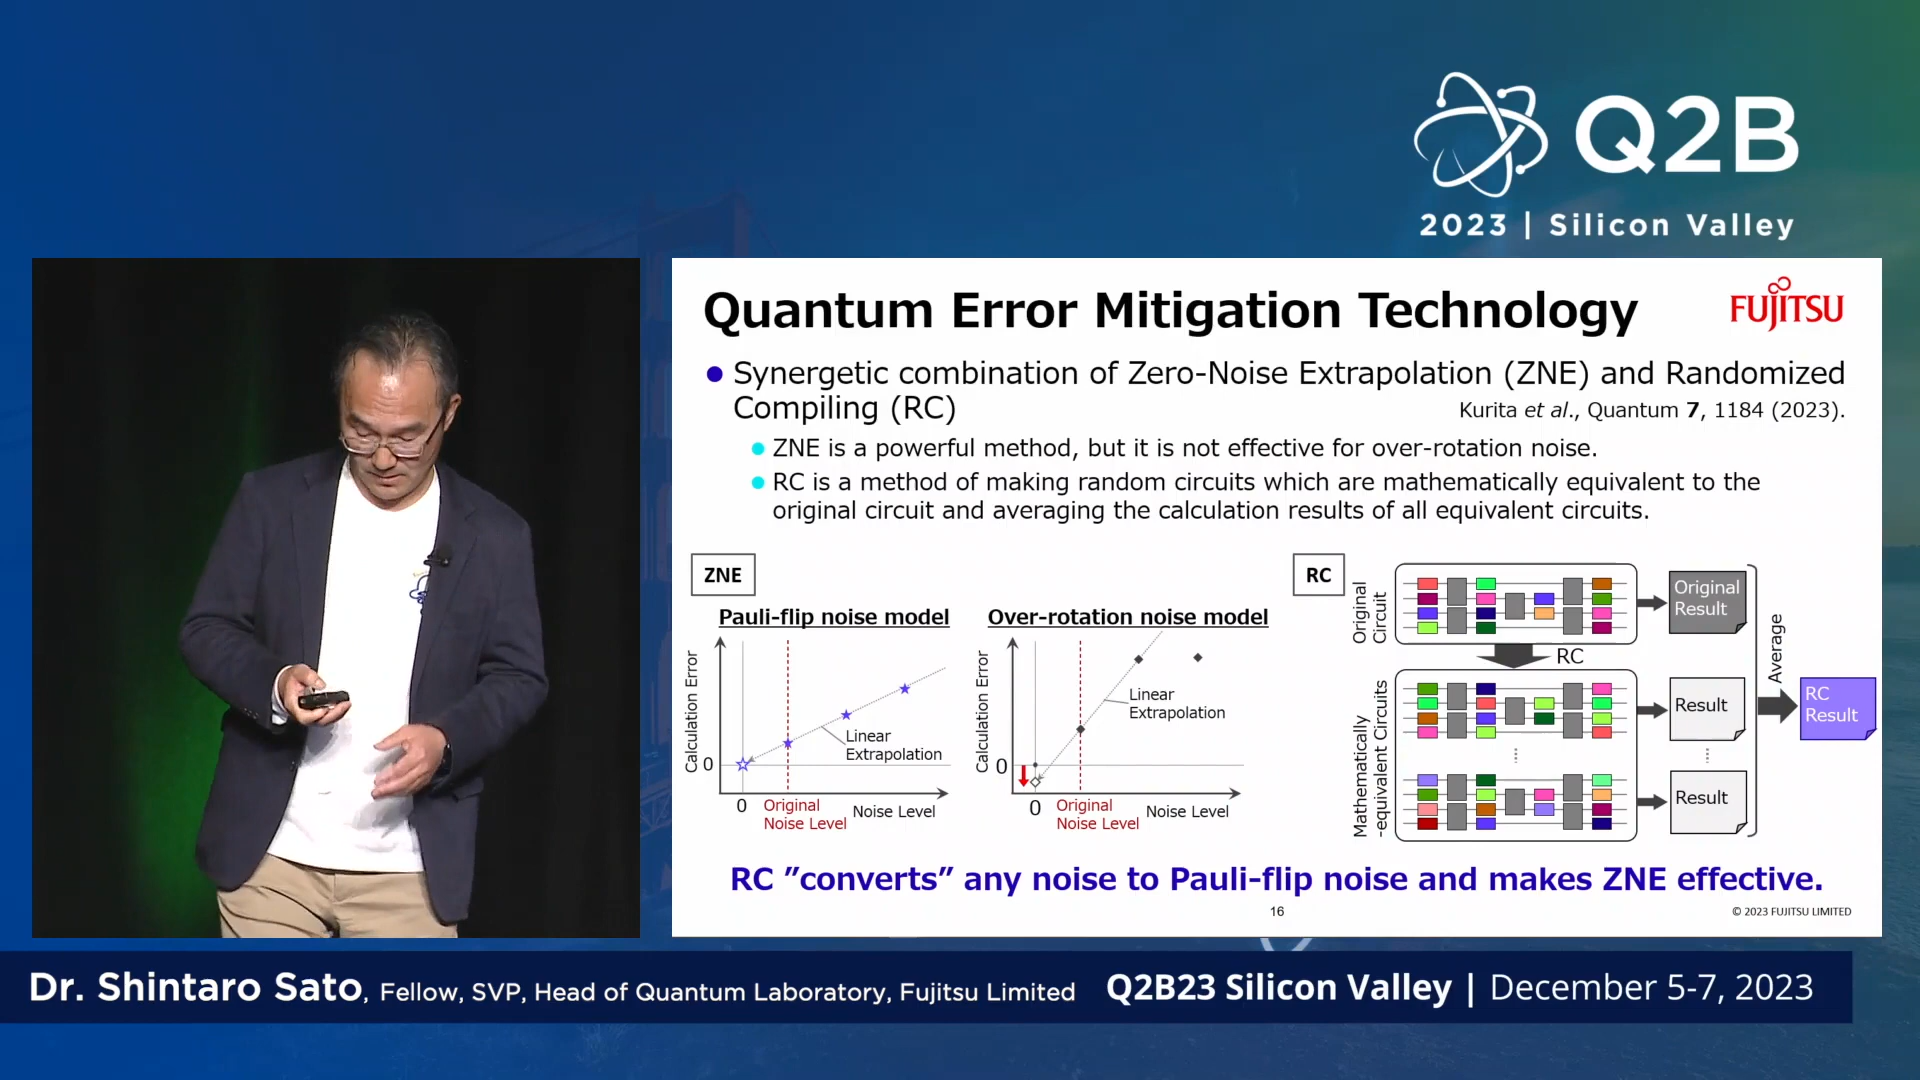 Q2B
2023 | Silicon Valley
Quantum Error Mitigation Technology
FUJITSU
Synergetic combination of Zero-Noise Extrapolation (ZNE) and Randomized
Compiling (RC)
Kurita et al., Quantum 7, 1184 (2023).
ZNE is a powerful method, but it is not effective for over-rotation noise.
RC is a method of making random circuits which are mathematically equivalent to the
original circuit and averaging the calculation results of all equivalent circuits.
ZNE
Pauli-flip noise model
Calculation Error
0
Linear
Extrapolation
0
Original
Noise Level
Noise Level
Over-rotation noise model
Calculation Error
0
Linear
Extrapolation
0
Original
Noise Level
Noise Level
RC
Original
Circuit
Original
Result
RC
Mathematically
-equivalent Circuits
Result
Result
Average
RC
Result
RC ”converts” any noise to Pauli-flip noise and makes ZNE effective.
16
© 2023 FUJITSU LIMITED
Dr. Shintaro Sato, Fellow, SVP, Head of Quantum Laboratory, Fujitsu Limited
Q2B23 Silicon Valley | December 5-7, 2023